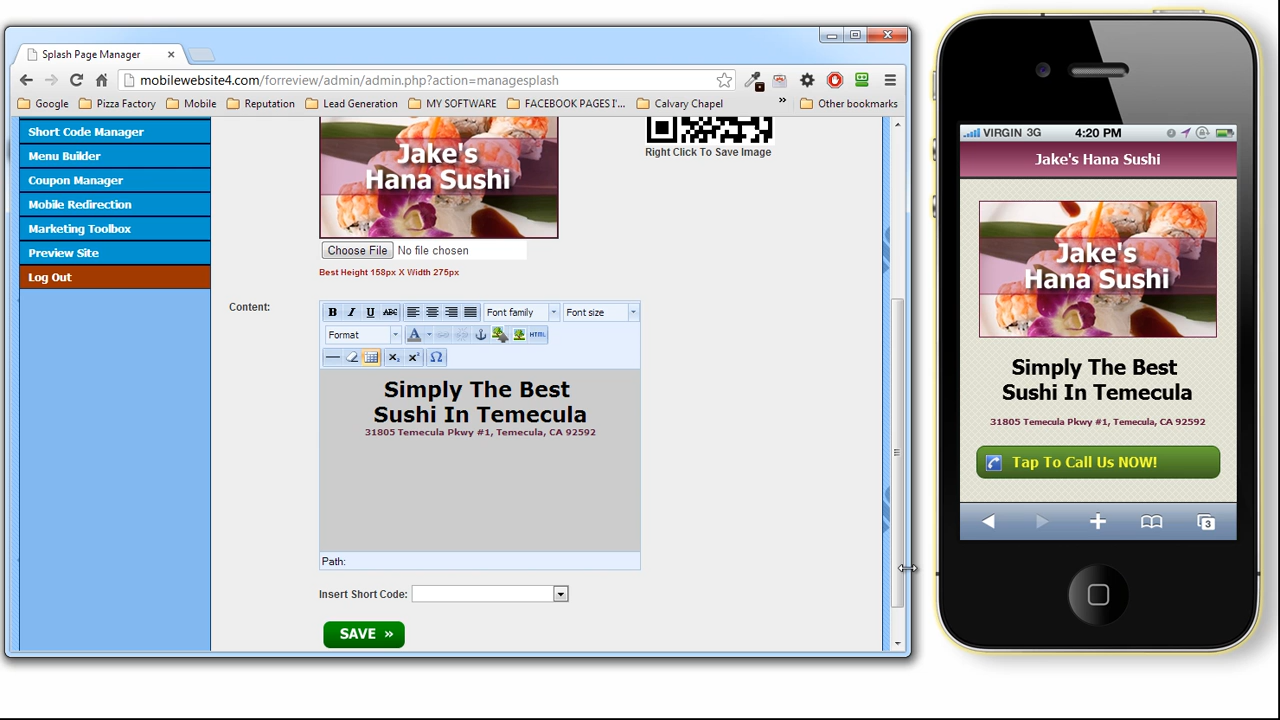 Splash Page Manager
mobilewebsite4.com/forreview/admin/admin.php?action=managesplash
Google Pizza Factory Mobile Reputation Lead Generation MY SOFTWARE FACEBOOK PAGES I'... Calvary Chapel » Other bookmarks
Short Code Manager
Menu Builder
Coupon Manager
Mobile Redirection
Marketing Toolbox
Preview Site
Log Out
Jake's
Hana Sushi
Right Click To Save Image
Choose File No file chosen
Best Height 158px X Width 275px
Content:
B I U ABC Font family Font size
Format A HTML
x₂ x² Ω
Simply The Best
Sushi In Temecula
31805 Temecula Pkwy #1, Temecula, CA 92592
Path:
Insert Short Code:
SAVE »
VIRGIN 3G 4:20 PM
Jake's Hana Sushi
Jake's
Hana Sushi
Simply The Best
Sushi In Temecula
31805 Temecula Pkwy #1, Temecula, CA 92592
Tap To Call Us NOW!
3